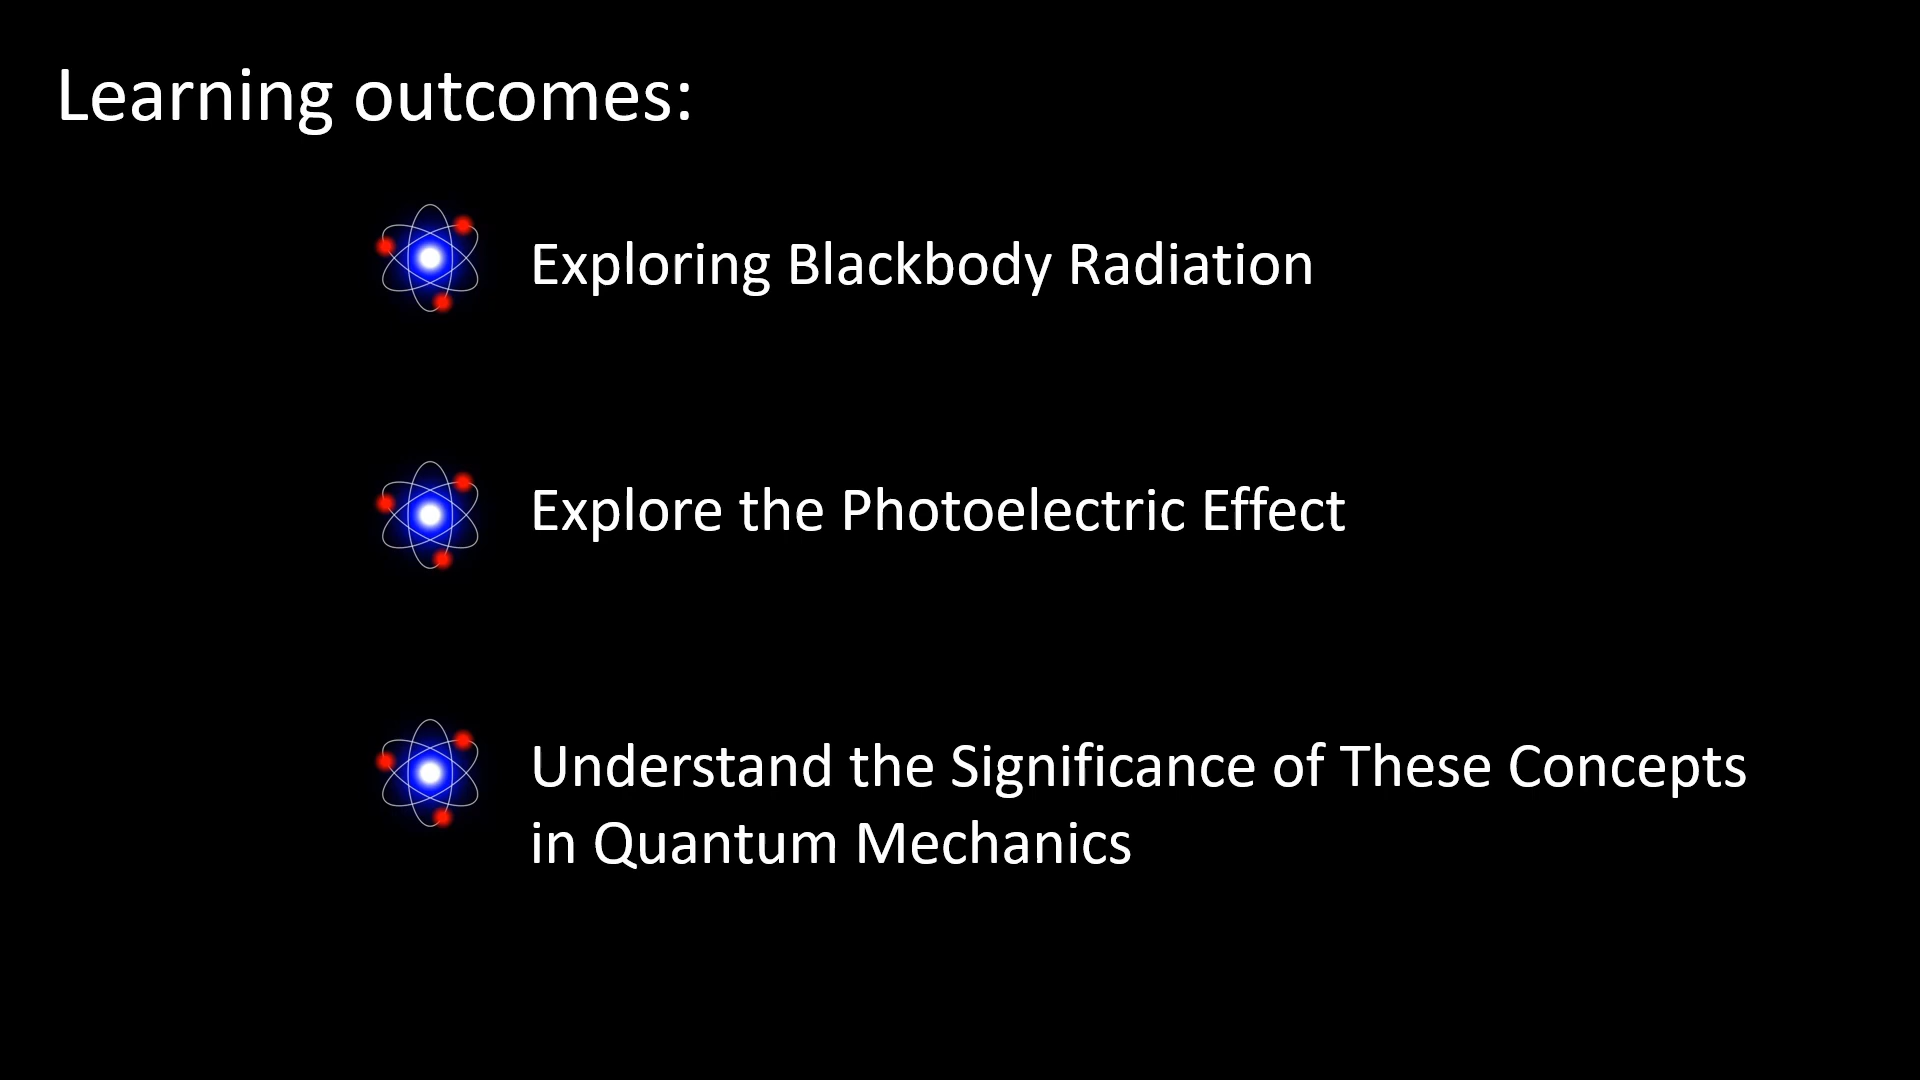 Learning outcomes:
Exploring Blackbody Radiation
Explore the Photoelectric Effect
Understand the Significance of These Concepts
in Quantum Mechanics